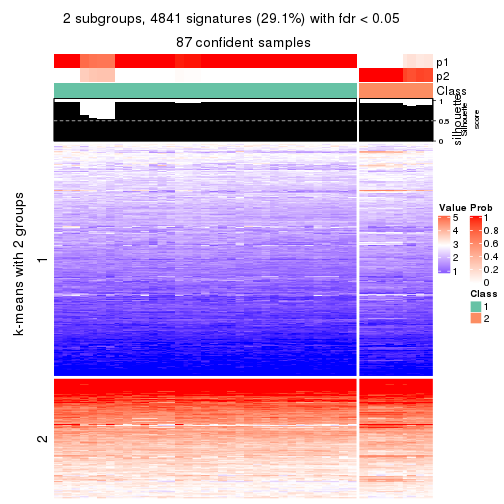 2 subgroups, 4841 signatures (29.1%) with fdr < 0.05
87 confident samples
p1
p2
Class
1
0.5
0
silhouette
Silhouette
score
k-means with 2 groups
1
2
Value
5
4
3
2
1
Prob
1
0.8
0.6
0.4
0.2
0
Class
1
2